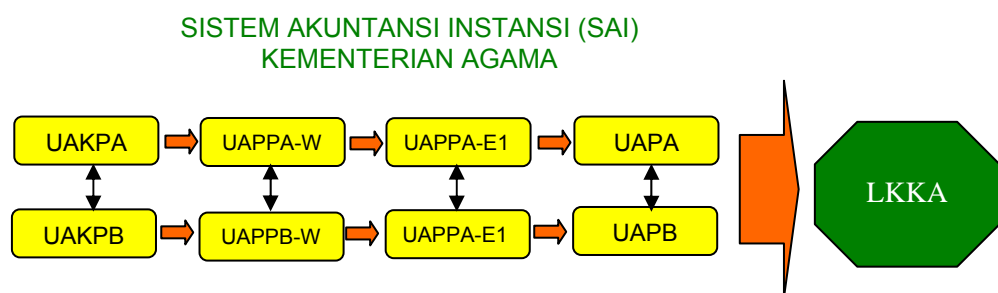 SISTEM AKUNTANSI INSTANSI (SAI)
KEMENTERIAN AGAMA
UAKPA
UAPPA-W
UAPPA-E1
UAPA
LKKA
UAKPB
UAPPB-W
UAPPA-E1
UAPB